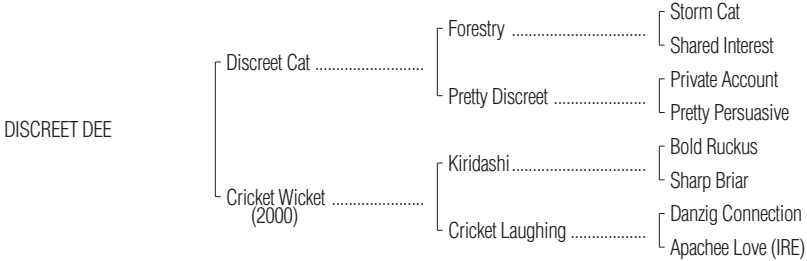 Storm Cat
Forestry ................................
Shared Interest
Discreet Cat ..........................
Private Account
Pretty Discreet ......................
Pretty Persuasive
DISCREET DEE
Bold Ruckus
Kiridashi................................
Sharp Briar
Cricket Wicket ......................
(2000)
Danzig Connection
Cricket Laughing ..................
Apachee Love (IRE)